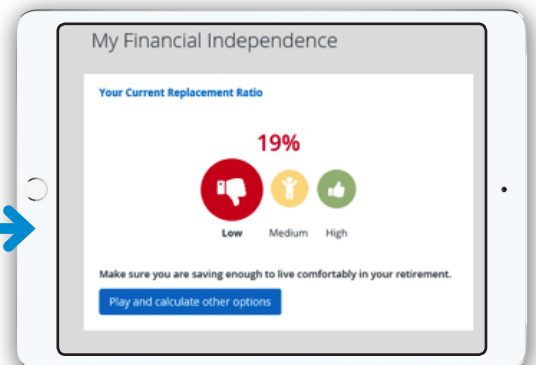 My Financial Independence
Your Current Replacement Ratio
19%
Low Medium High
Make sure you are saving enough to live comfortably in your retirement.
Play and calculate other options